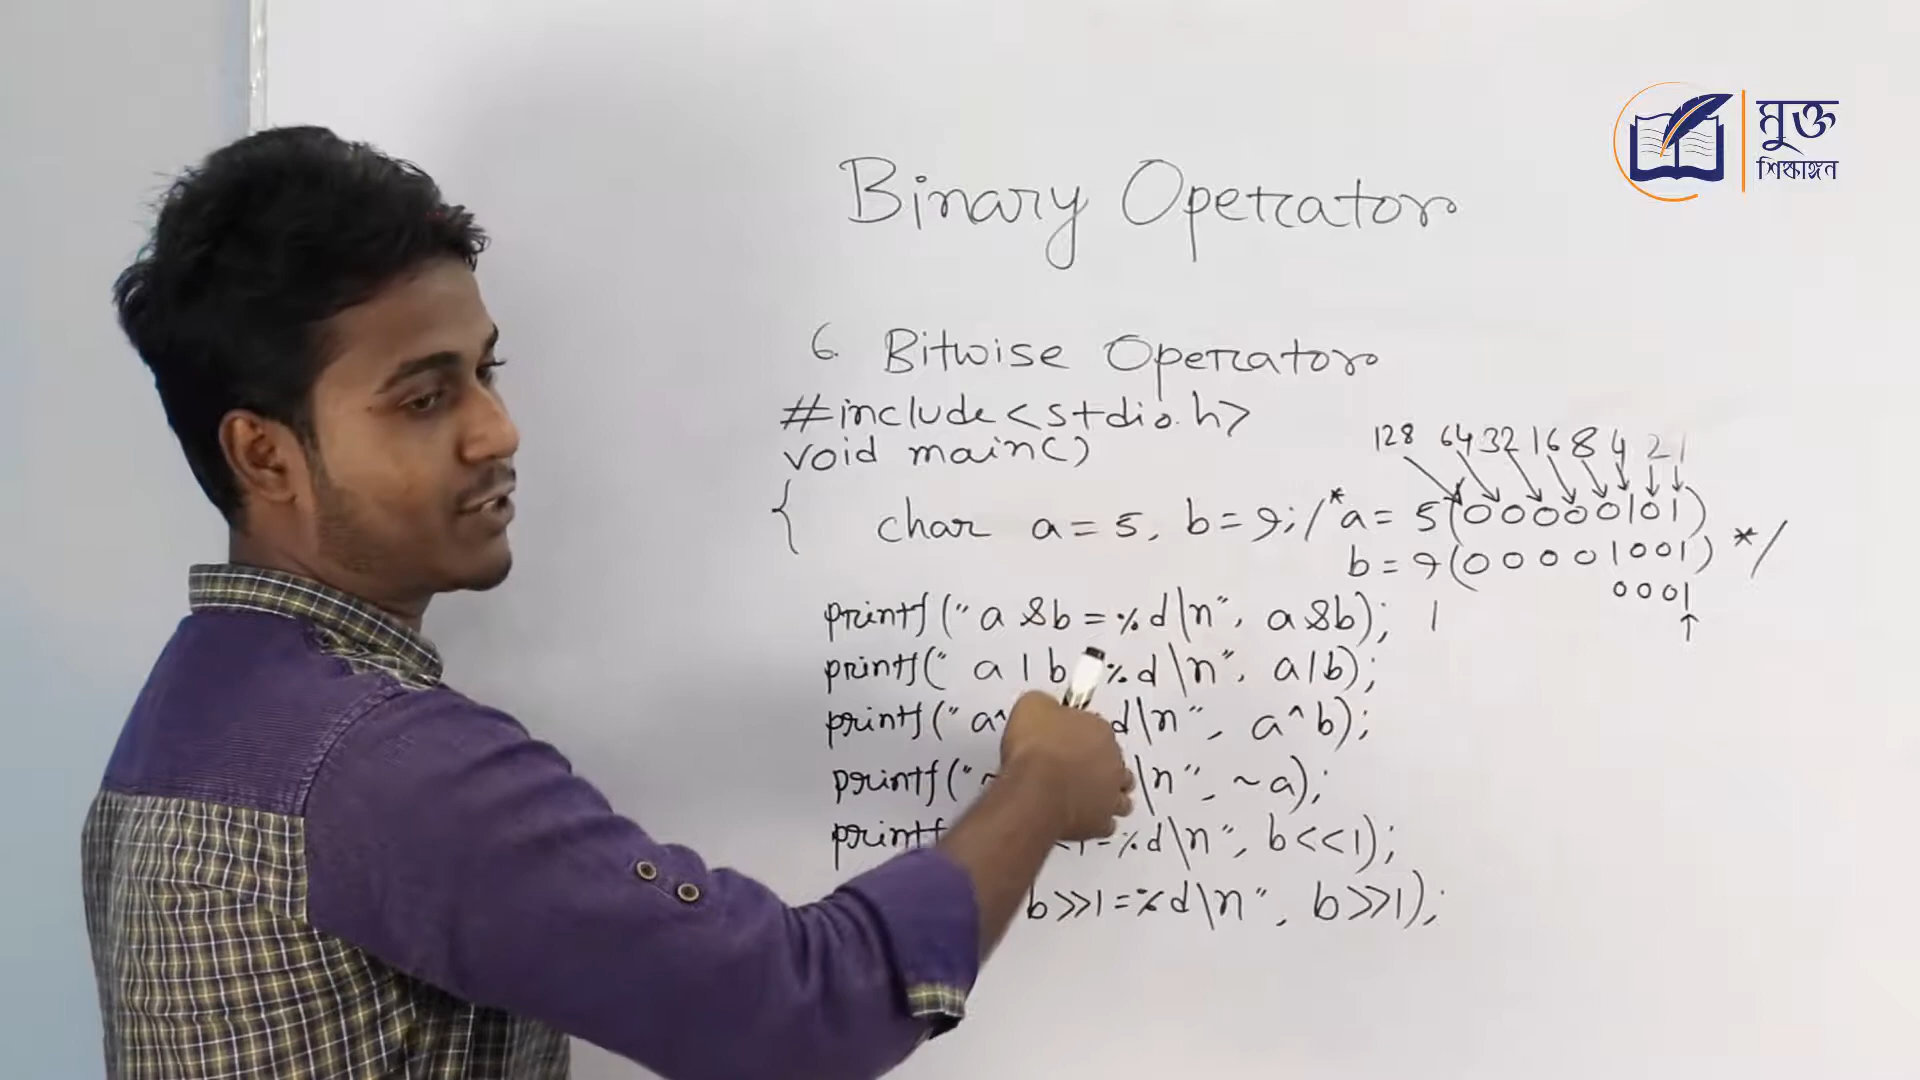 মুক্ত
শিক্ষাঙ্গন
Binary Operator
6. Bitwise Operator
#include<stdio.h>
void main()
128 64 32 16 8 4 2 1
{ char a = 5, b = 9; /*a = 5(00000101)
b = 9(00001001) */
0001
printf("a &b = %d\n", a &b); 1
printf("a | b %d\n", a | b);
printf("a^ d\n", a ^ b);
printf("~ \n", ~a);
printf <1=%d\n", b<<1);
b>>1=%d\n", b>>1);